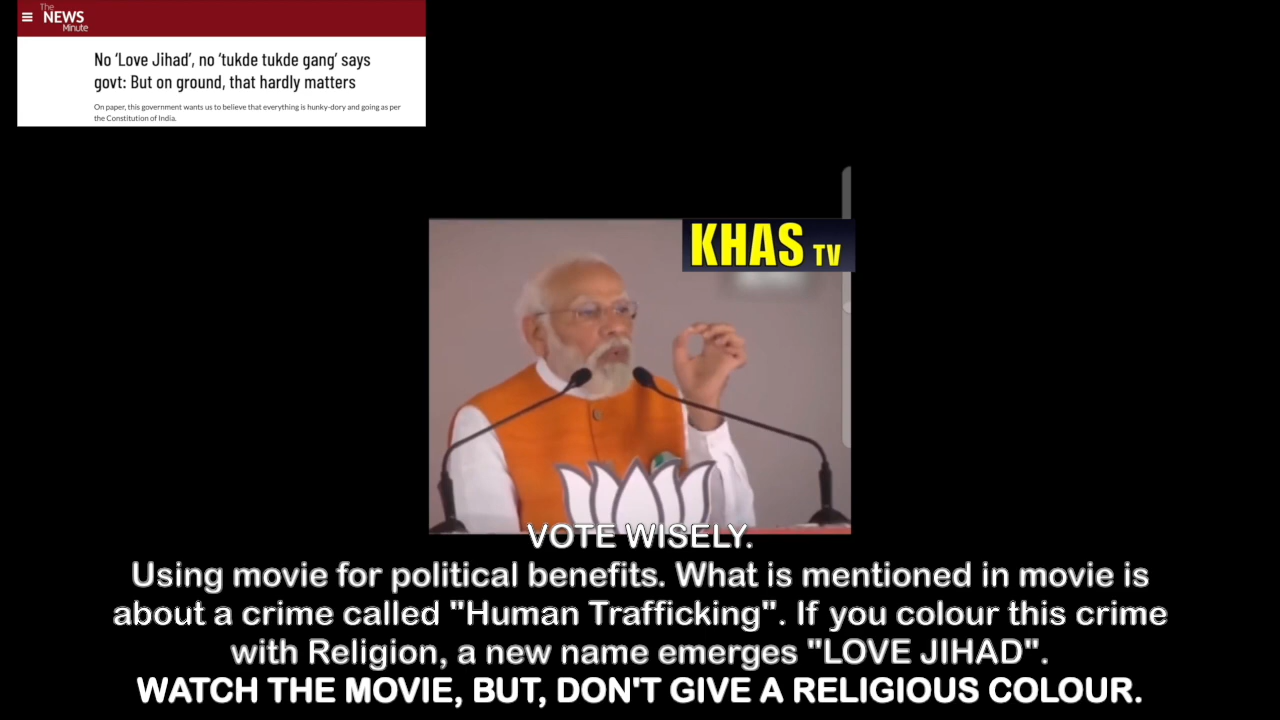 The
NEWS
Minute
No ‘Love Jihad’, no ‘tukde tukde gang’ says
govt: But on ground, that hardly matters
On paper, this government wants us to believe that everything is hunky-dory and going as per
the Constitution of India.
KHAS TV
VOTE WISELY.
Using movie for political benefits. What is mentioned in movie is
about a crime called "Human Trafficking". If you colour this crime
with Religion, a new name emerges "LOVE JIHAD".
WATCH THE MOVIE, BUT, DON'T GIVE A RELIGIOUS COLOUR.